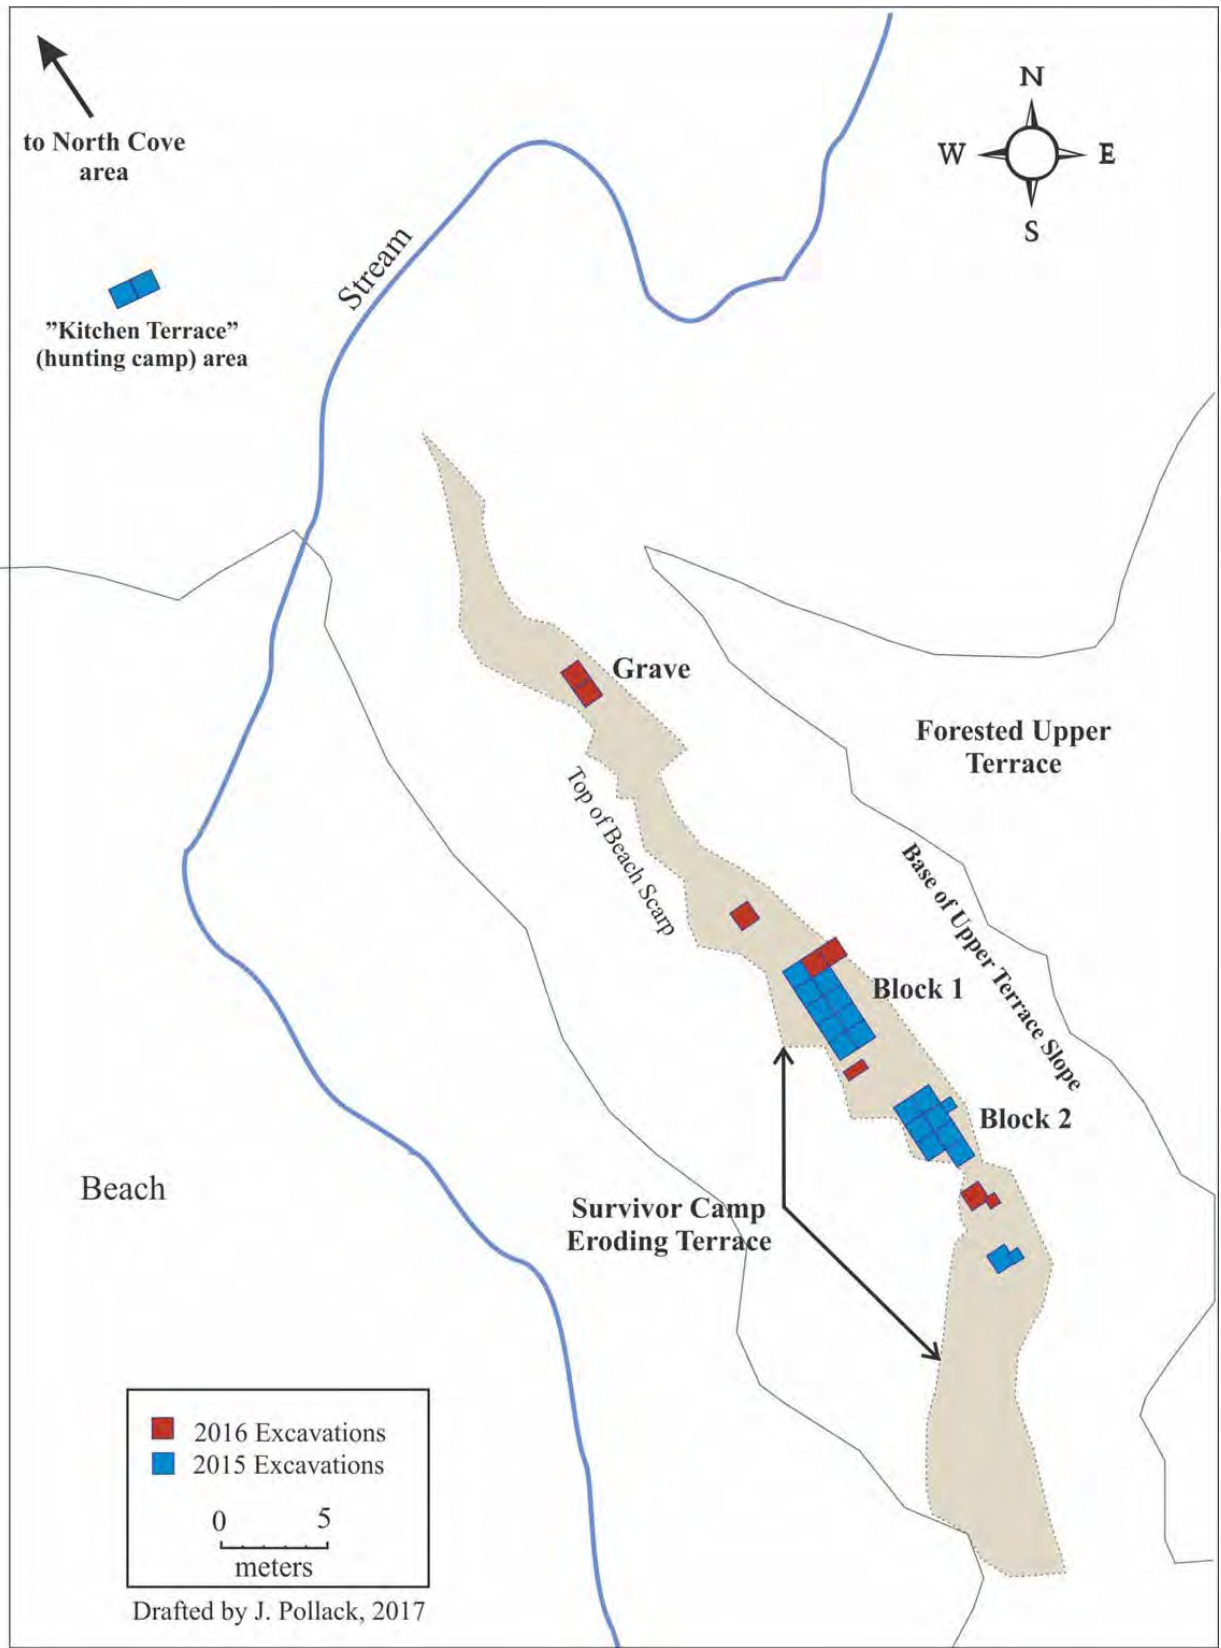 N
W E
S
to North Cove
area
Stream
”Kitchen Terrace”
(hunting camp) area
Grave
Forested Upper
Terrace
Top of Beach Scarp
Base of Upper Terrace Slope
Block 1
Block 2
Beach
Survivor Camp
Eroding Terrace
2016 Excavations
2015 Excavations
0 5
meters
Drafted by J. Pollack, 2017